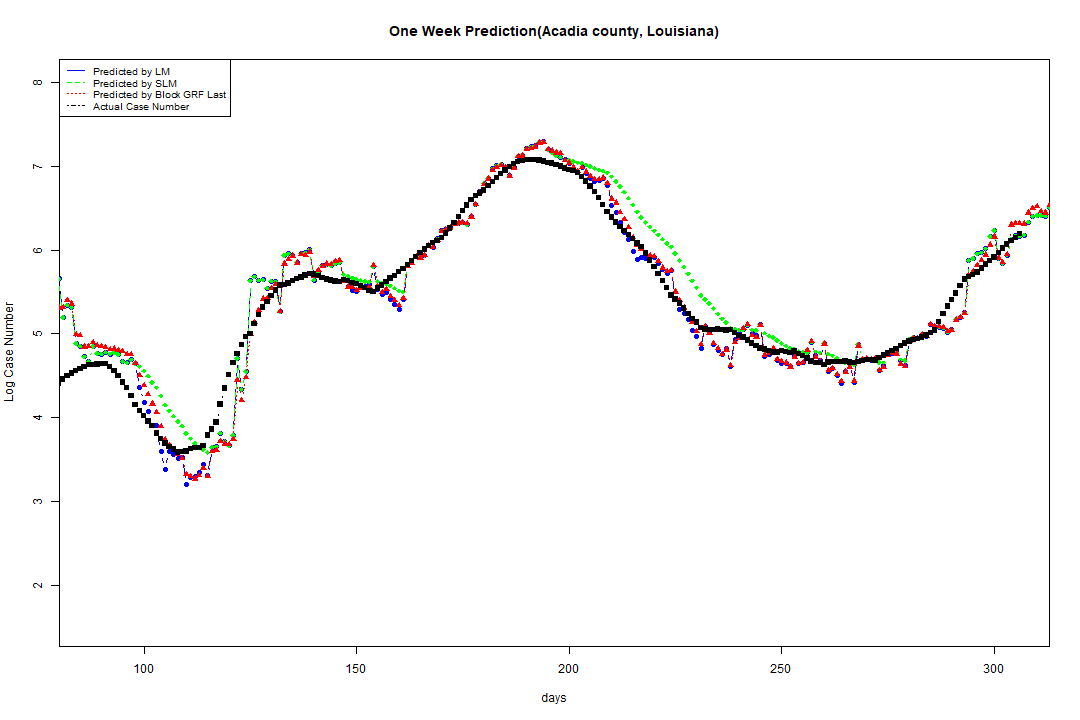 One Week Prediction(Acadia county, Louisiana)
Predicted by LM
Predicted by SLM
Predicted by Block GRF Last
Actual Case Number
8
7
6
5
4
3
2
Log Case Number
100 150 200 250 300
days